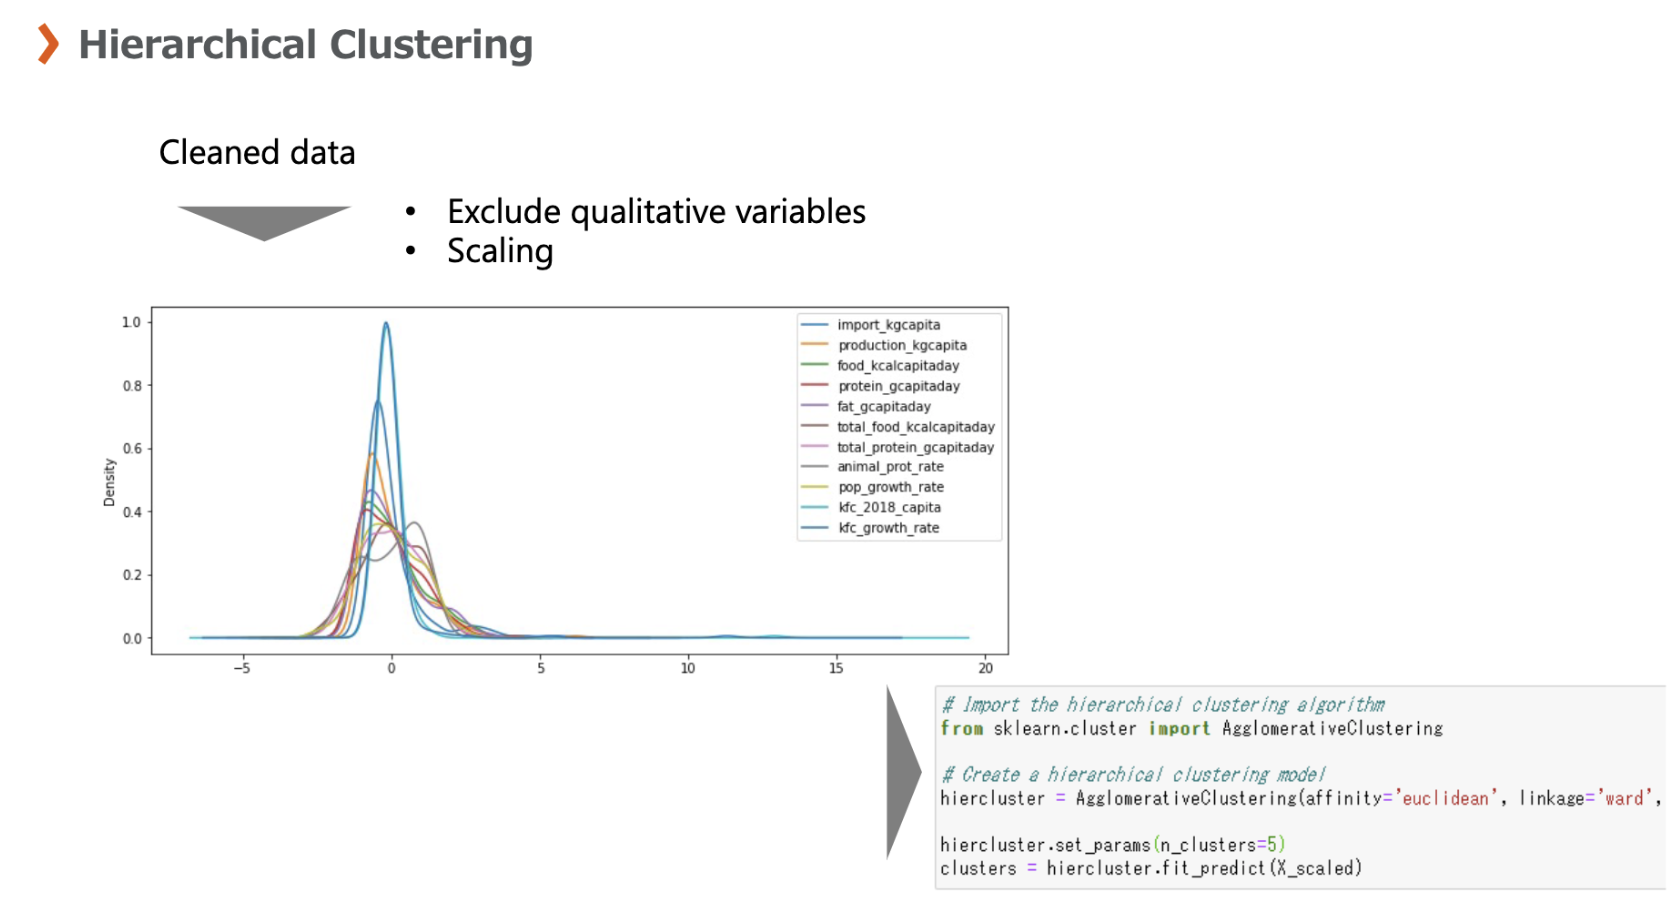 Hierarchical Clustering
Cleaned data
• Exclude qualitative variables
• Scaling
1.0
0.8
0.6
0.4
0.2
0.0
Density
−5
0
5
10
15
20
import_kgcapita
production_kgcapita
food_kcalcapitaday
protein_gcapitaday
fat_gcapitaday
total_food_kcalcapitaday
total_protein_gcapitaday
animal_prot_rate
pop_growth_rate
kfc_2018_capita
kfc_growth_rate
# Import the hierarchical clustering algorithm
from sklearn.cluster import AgglomerativeClustering
# Create a hierarchical clustering model
hiercluster = AgglomerativeClustering(affinity='euclidean', linkage='ward',
hiercluster.set_params(n_clusters=5)
clusters = hiercluster.fit_predict(X_scaled)